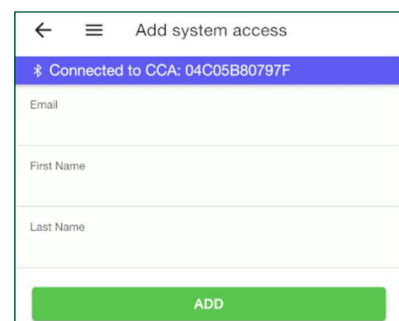 Add system access
Connected to CCA: 04C05B80797F
Email
First Name
Last Name
ADD